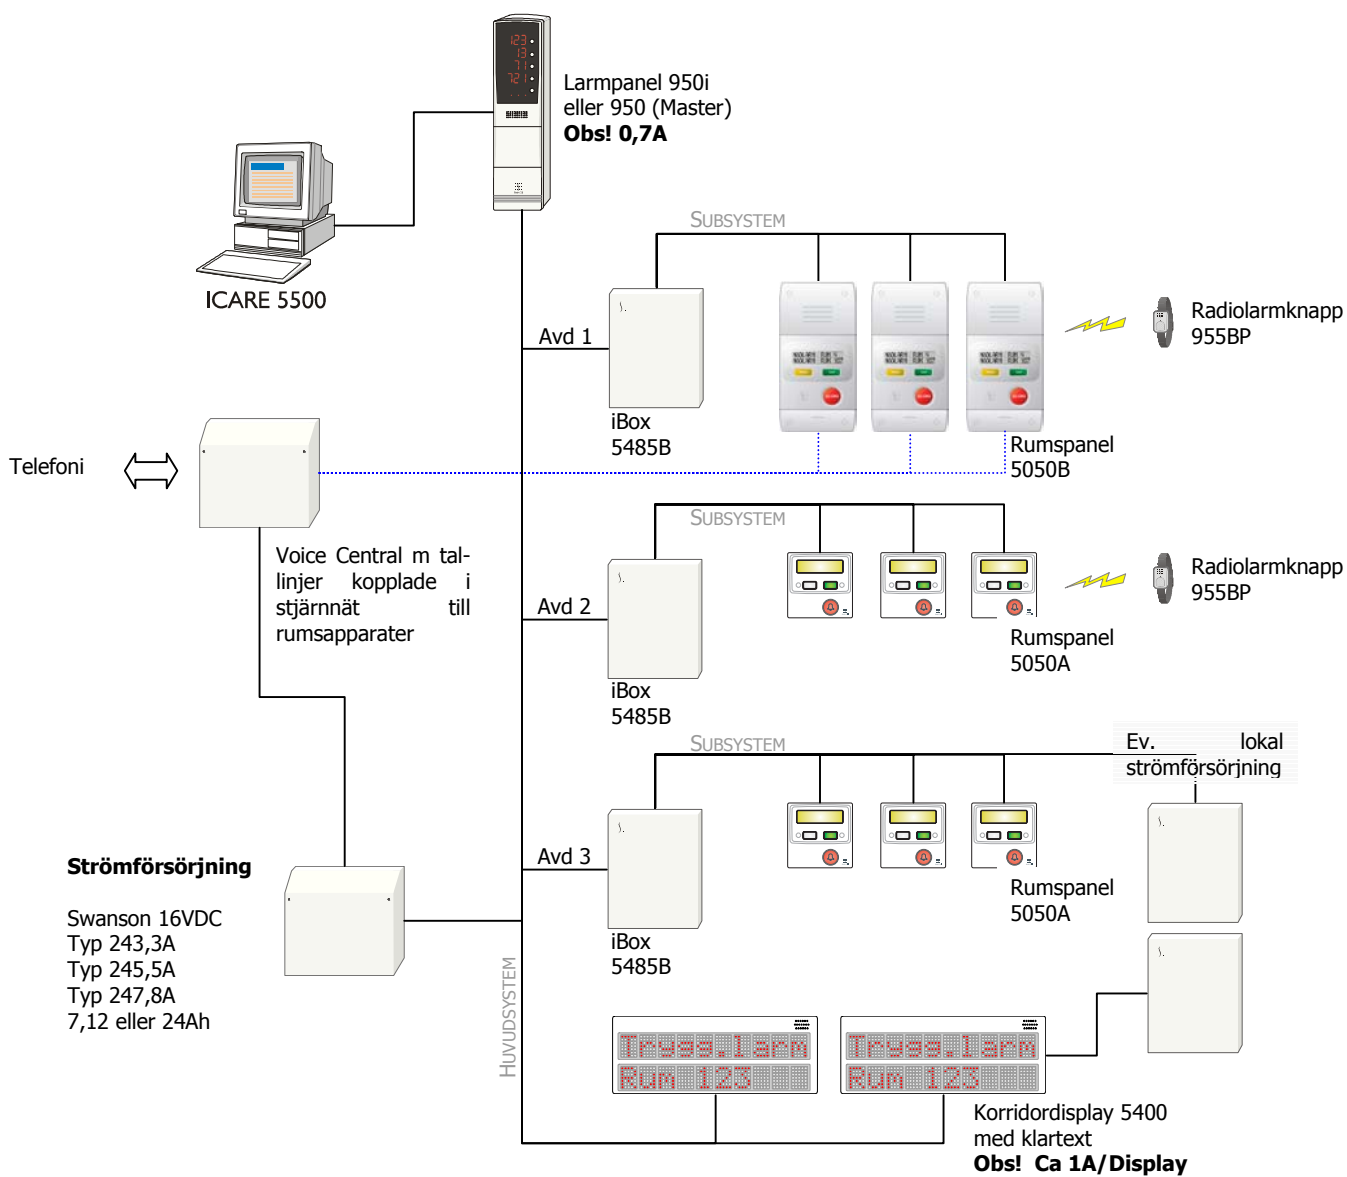 123
13
11
721
Larmpanel 950i
eller 950 (Master)
Obs! 0,7A
ICARE 5500
SUBSYSTEM
Avd 1
iBox
5485B
Radiolarmknapp
955BP
Rumspanel
5050B
Telefoni
Voice Central m tal-
linjer kopplade i
stjärnnät till
rumsapparater
SUBSYSTEM
Avd 2
iBox
5485B
Radiolarmknapp
955BP
Rumspanel
5050A
SUBSYSTEM
Avd 3
iBox
5485B
Ev. lokal
strömförsörjning
Rumspanel
5050A
Strömförsörjning
Swanson 16VDC
Typ 243,3A
Typ 245,5A
Typ 247,8A
7,12 eller 24Ah
HUVUDSYSTEM
Trygg.larm
Rum 123
Trygg.larm
Rum 123
Korridordisplay 5400
med klartext
Obs! Ca 1A/Display